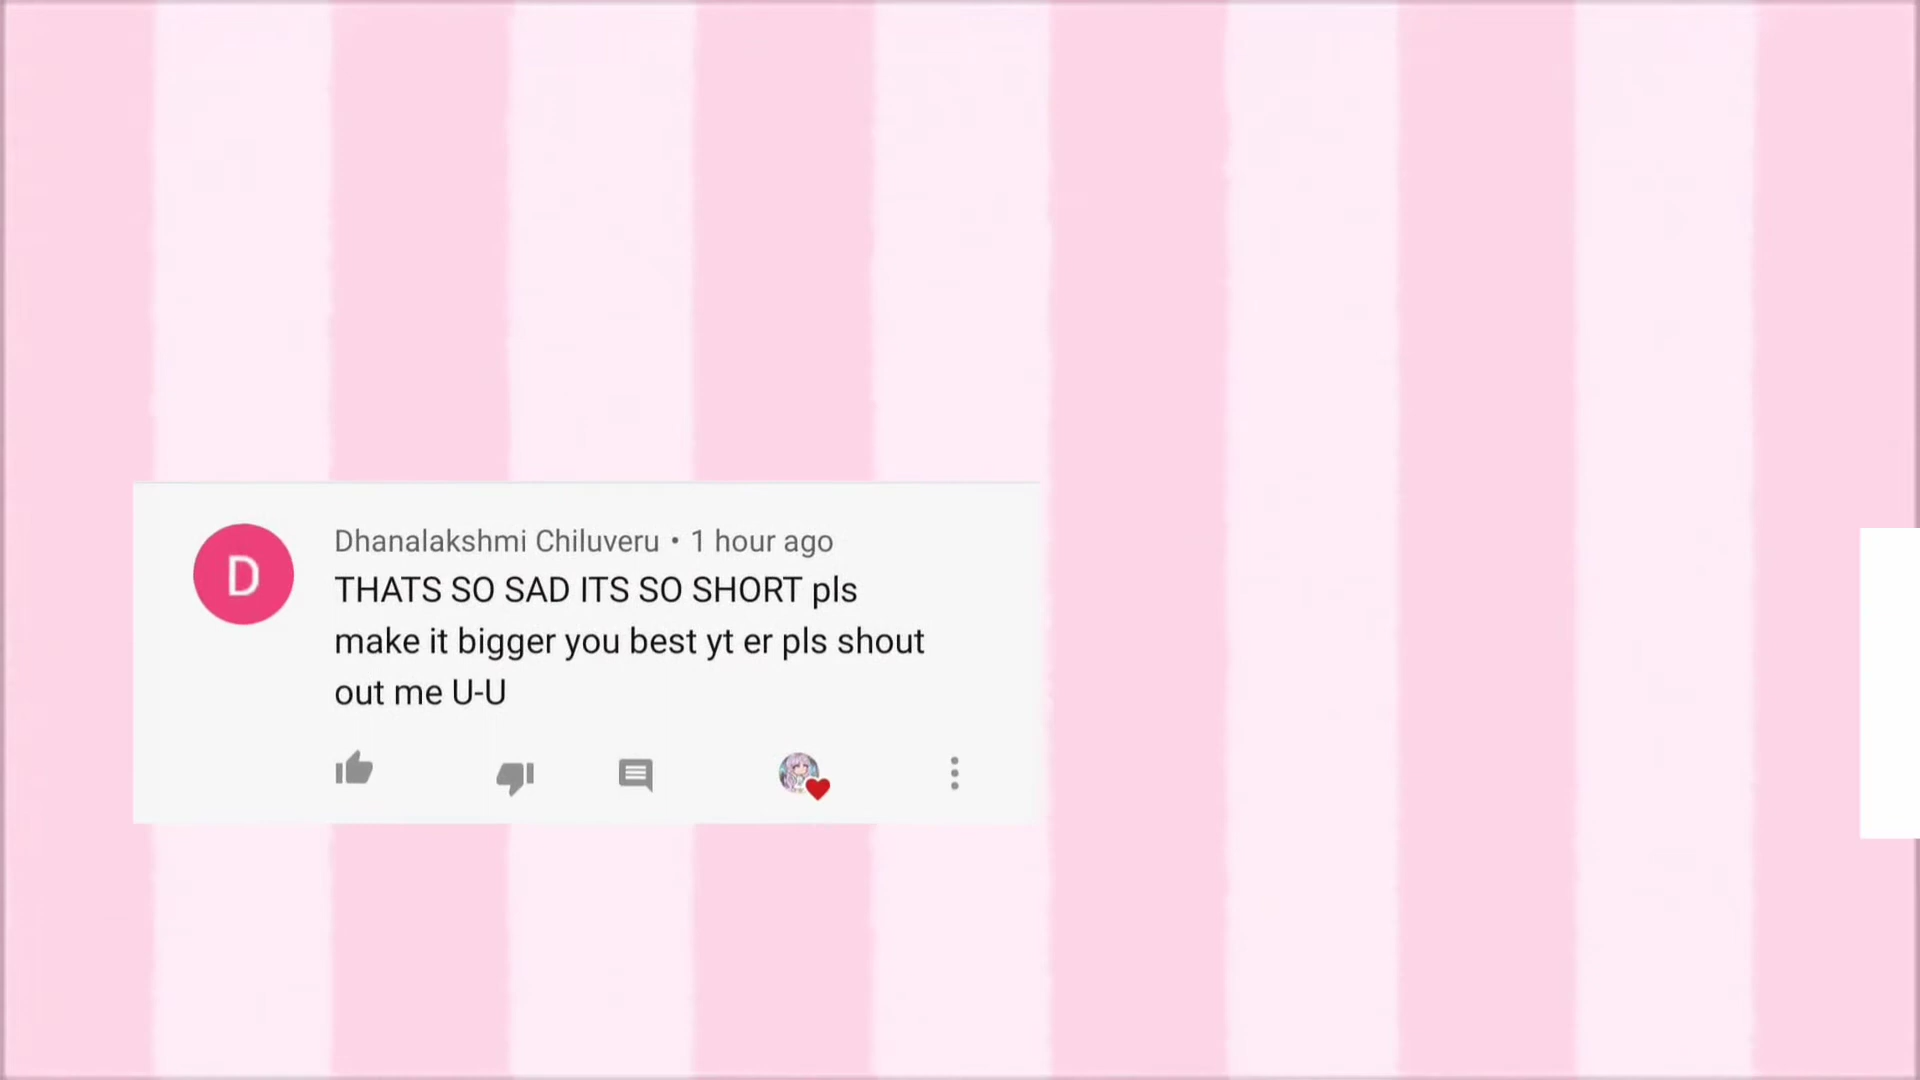 D
Dhanalakshmi Chiluveru • 1 hour ago
THATS SO SAD ITS SO SHORT pls
make it bigger you best yt er pls shout
out me U-U